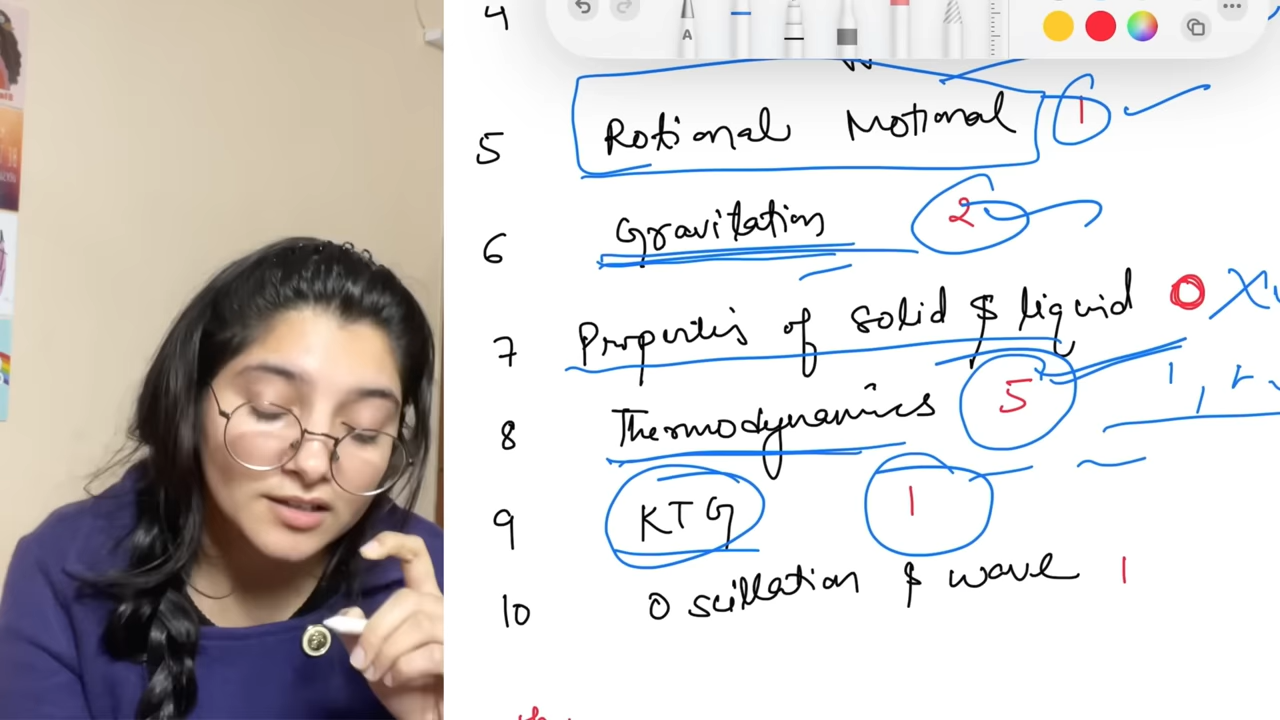 4
A
5 Rotional Motional 1
6 Gravitation 2
7 Properties of solid & liquid 0
8 Thermodynamics 5
9 KTG 1
10 Oscillation & wave 1